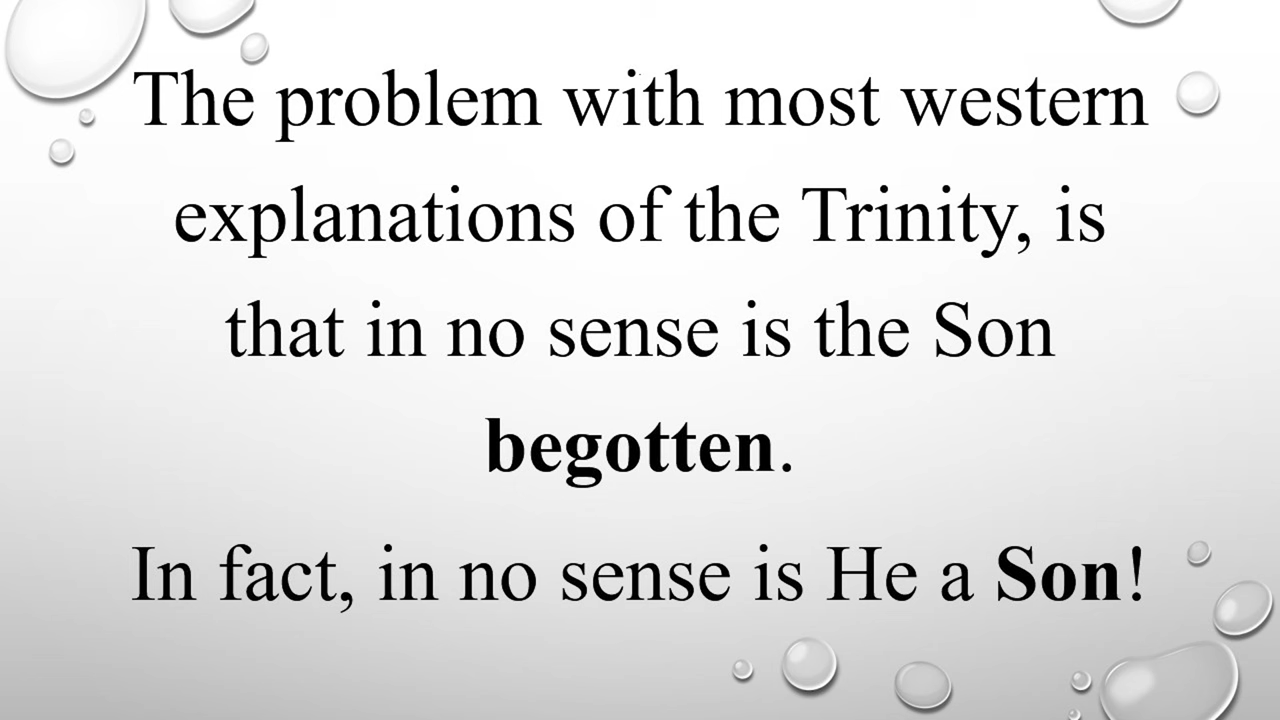 The problem with most western
explanations of the Trinity, is
that in no sense is the Son
begotten.
In fact, in no sense is He a Son!